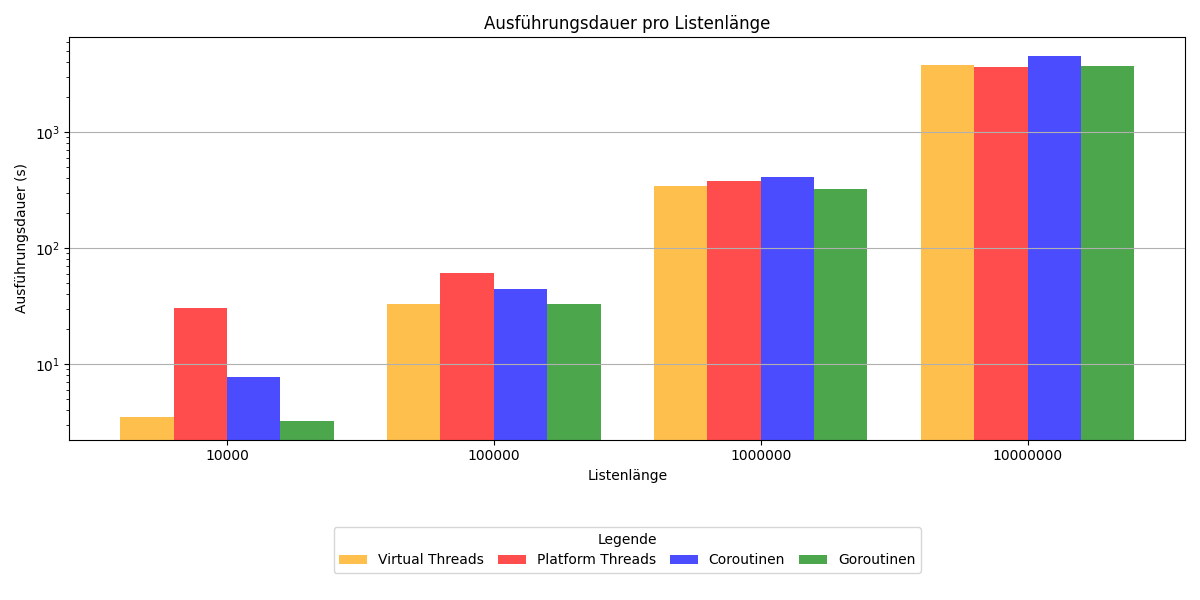 Ausführungsdauer pro Listenlänge
Ausführungsdauer (s)
10³
10²
10¹
10000 100000 1000000 10000000
Listenlänge
Legende
Virtual Threads Platform Threads Coroutinen Goroutinen